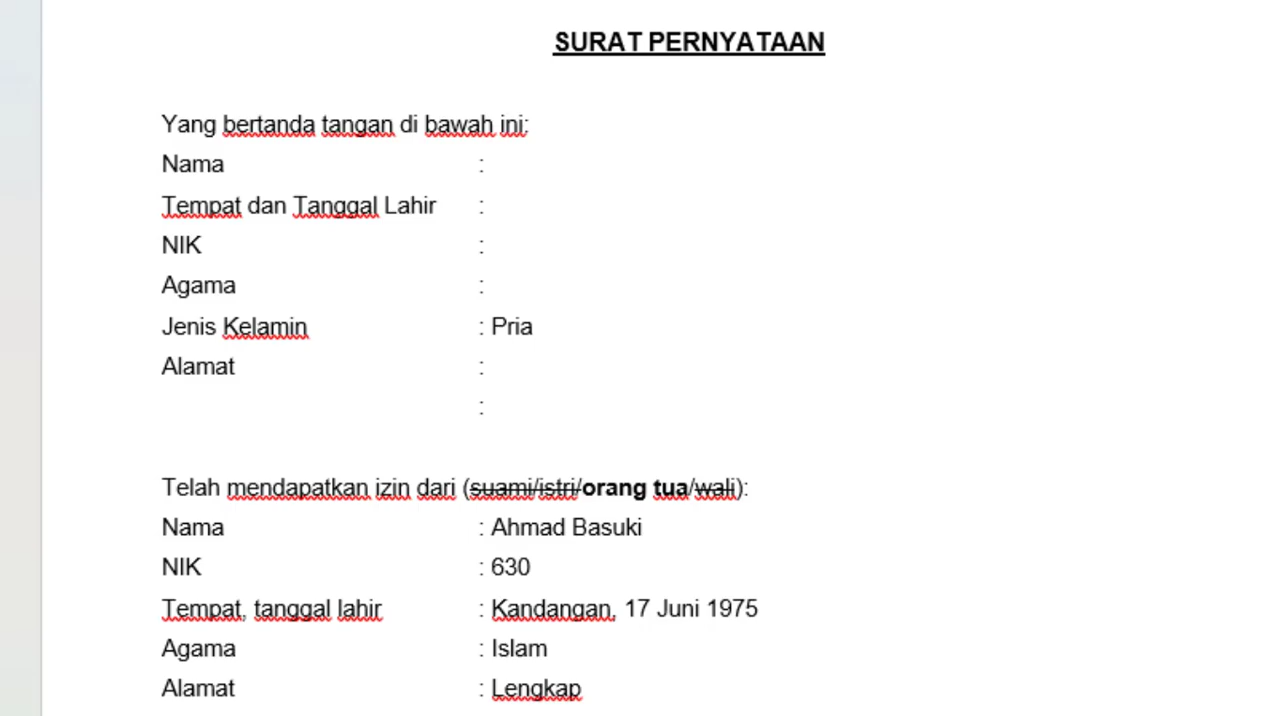 SURAT PERNYATAAN
Yang bertanda tangan di bawah ini:
Nama :
Tempat dan Tanggal Lahir :
NIK :
Agama :
Jenis Kelamin : Pria
Alamat :
:
Telah mendapatkan izin dari (suami/istri/orang tua/wali):
Nama : Ahmad Basuki
NIK : 630
Tempat, tanggal lahir : Kandangan, 17 Juni 1975
Agama : Islam
Alamat : Lengkap